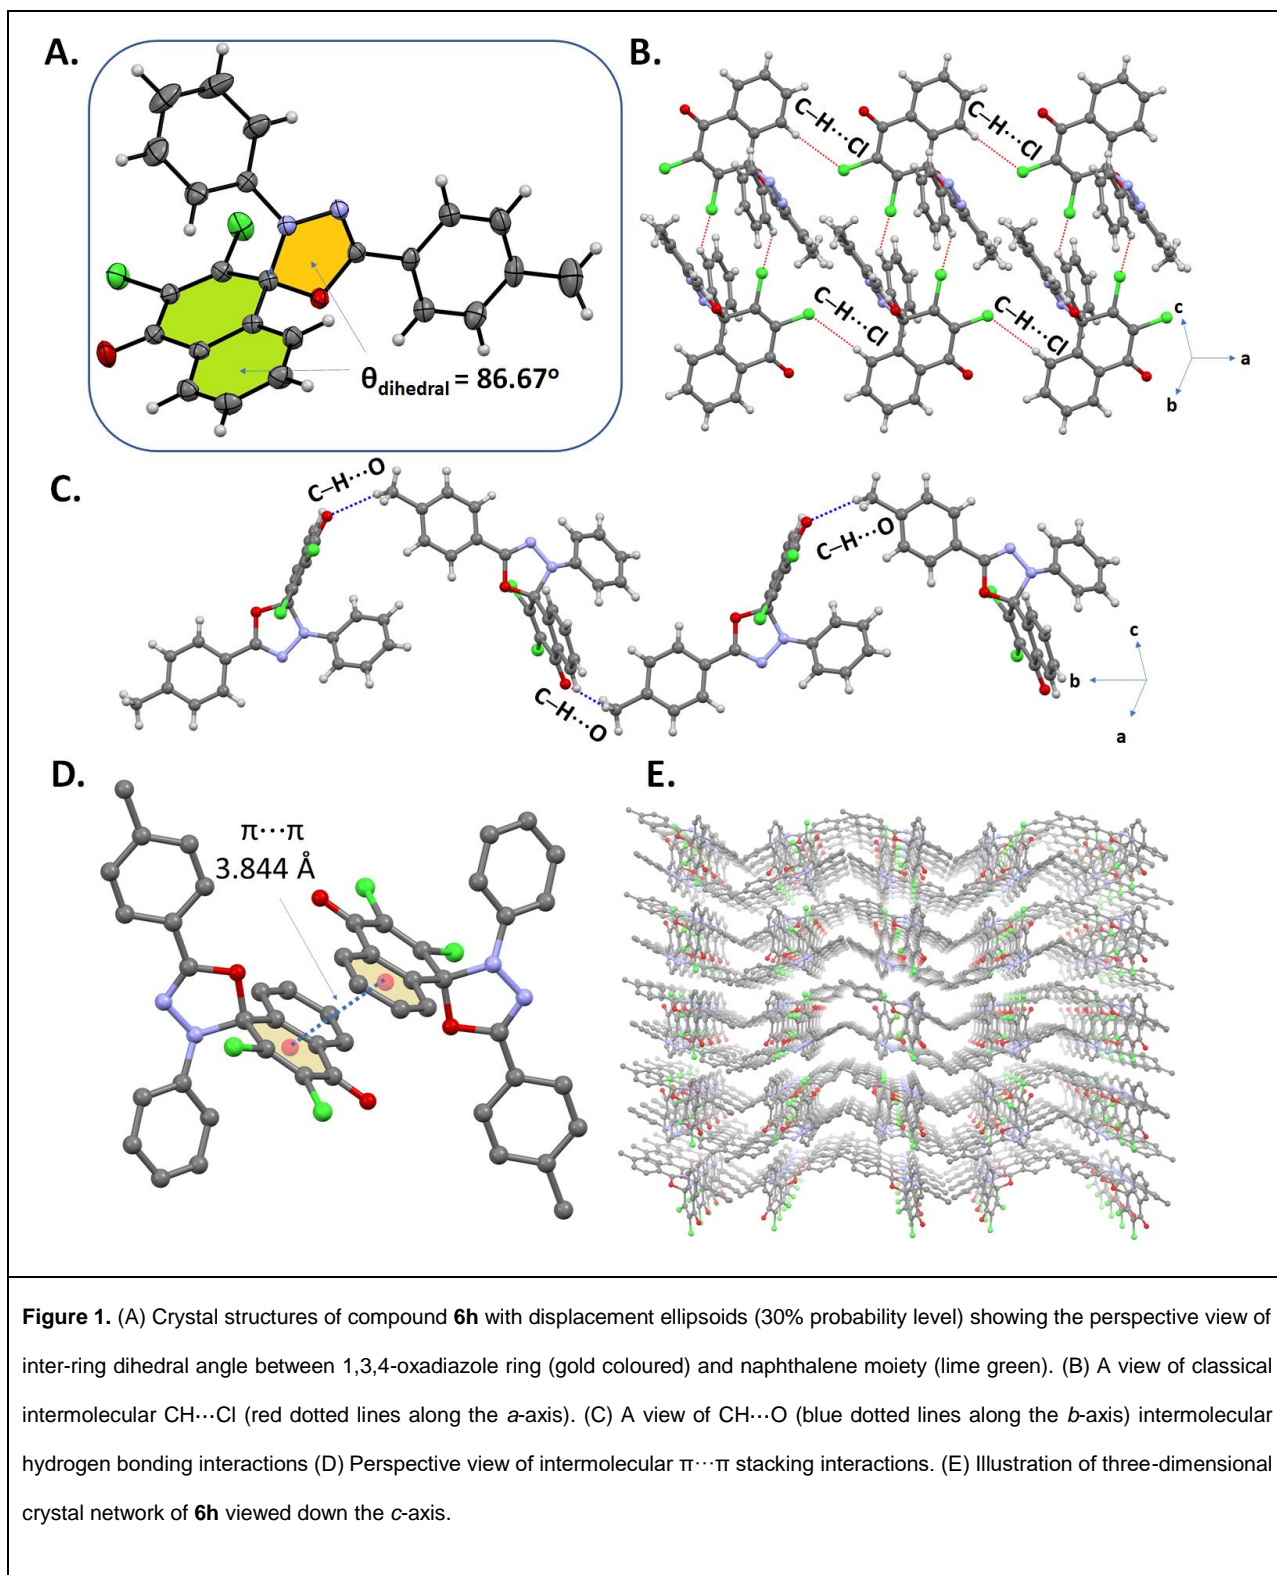 A.
θdihedral = 86.67º
B.
C–H···Cl
C–H···Cl
C–H···Cl
C–H···Cl
c
a
b
C.
C–H···O
C–H···O
C–H···O
c
b
a
D.
π···π
3.844 Å
E.
Figure 1. (A) Crystal structures of compound 6h with displacement ellipsoids (30% probability level) showing the perspective view of
inter-ring dihedral angle between 1,3,4-oxadiazole ring (gold coloured) and naphthalene moiety (lime green). (B) A view of classical
intermolecular CH···Cl (red dotted lines along the a-axis). (C) A view of CH···O (blue dotted lines along the b-axis) intermolecular
hydrogen bonding interactions (D) Perspective view of intermolecular π···π stacking interactions. (E) Illustration of three-dimensional
crystal network of 6h viewed down the c-axis.